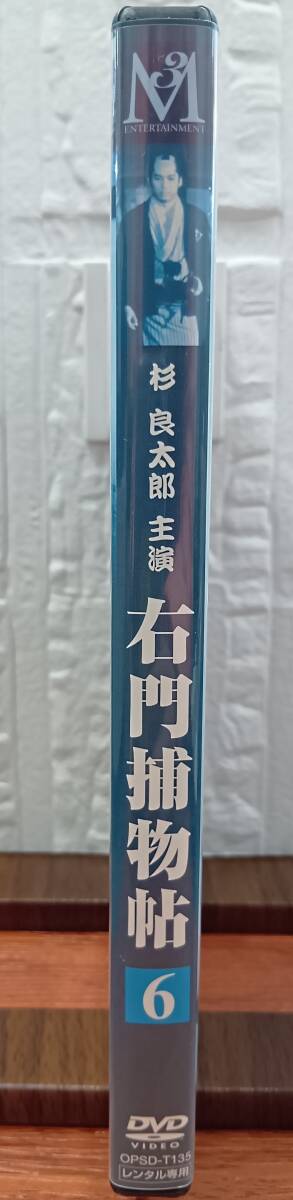 M3
ENTERTAINMENT
杉 良太郎 主演
右門捕物帖
6
DVD
VIDEO
OPSD-T135
レンタル専用